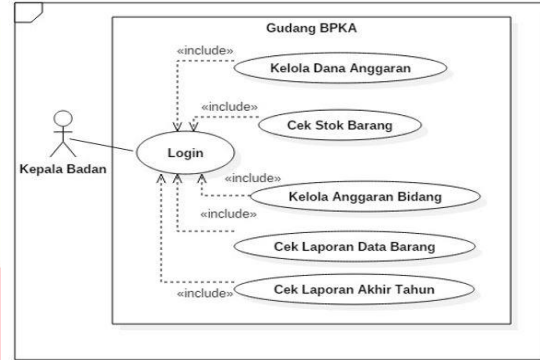 Gudang BPKA
«include»
Kelola Dana Anggaran
«include»
Cek Stok Barang
Login
Kepala Badan
«include»
Kelola Anggaran Bidang
«include»
Cek Laporan Data Barang
Cek Laporan Akhir Tahun
«include»